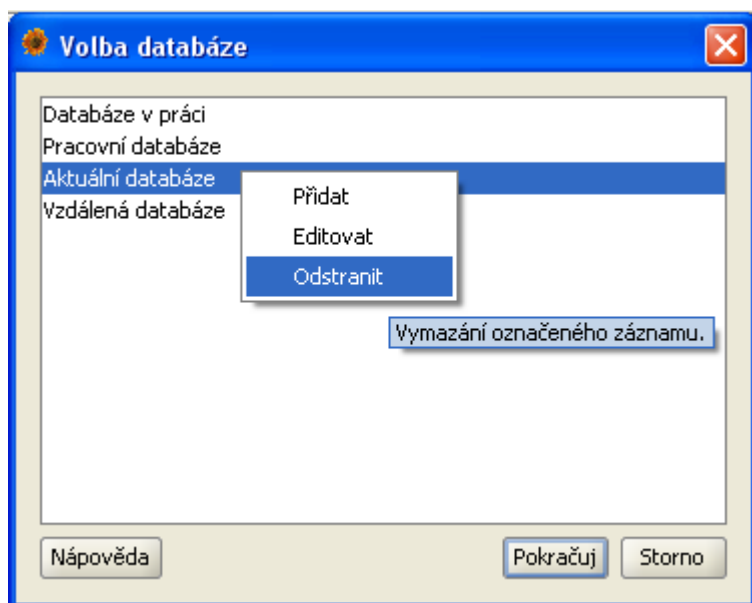 Volba databáze
Databáze v práci
Pracovní databáze
Aktuální databáze
Vzdálená databáze
Přidat
Editovat
Odstranit
Vymazání označeného záznamu.
Nápověda
Pokračuj
Storno